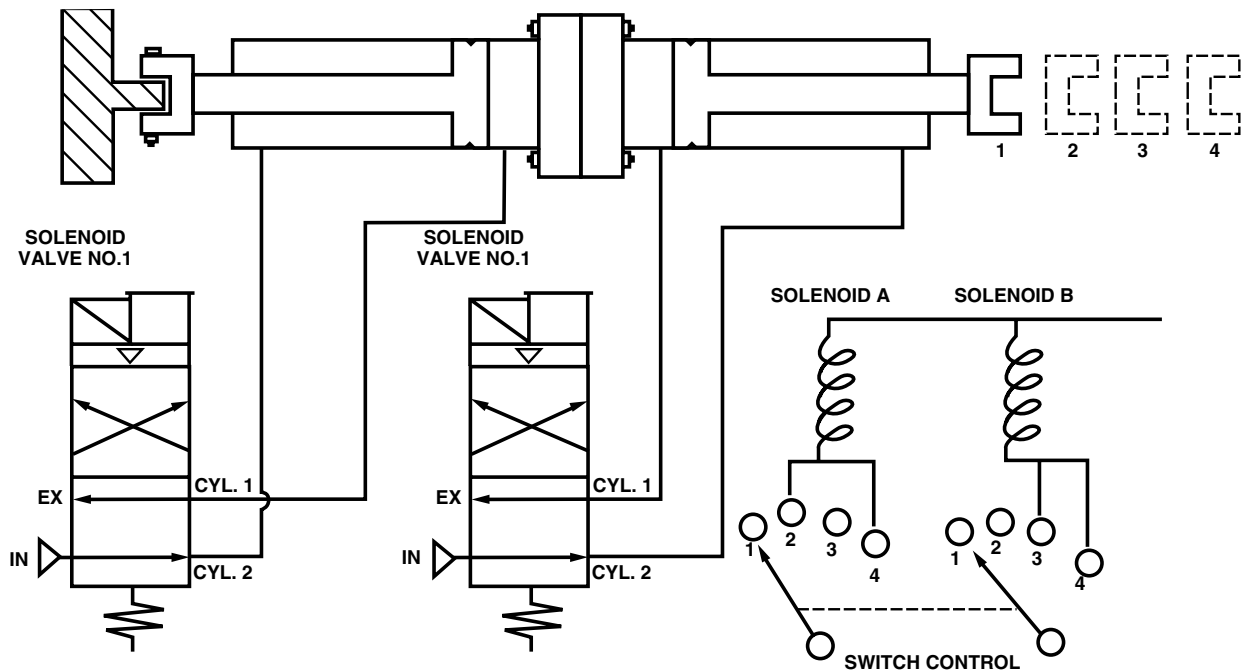 1
2
3
4
SOLENOID
VALVE NO.1
SOLENOID
VALVE NO.1
SOLENOID A
SOLENOID B
EX
CYL. 1
IN
CYL. 2
EX
CYL. 1
IN
CYL. 2
1
2
3
4
1
2
3
4
SWITCH CONTROL